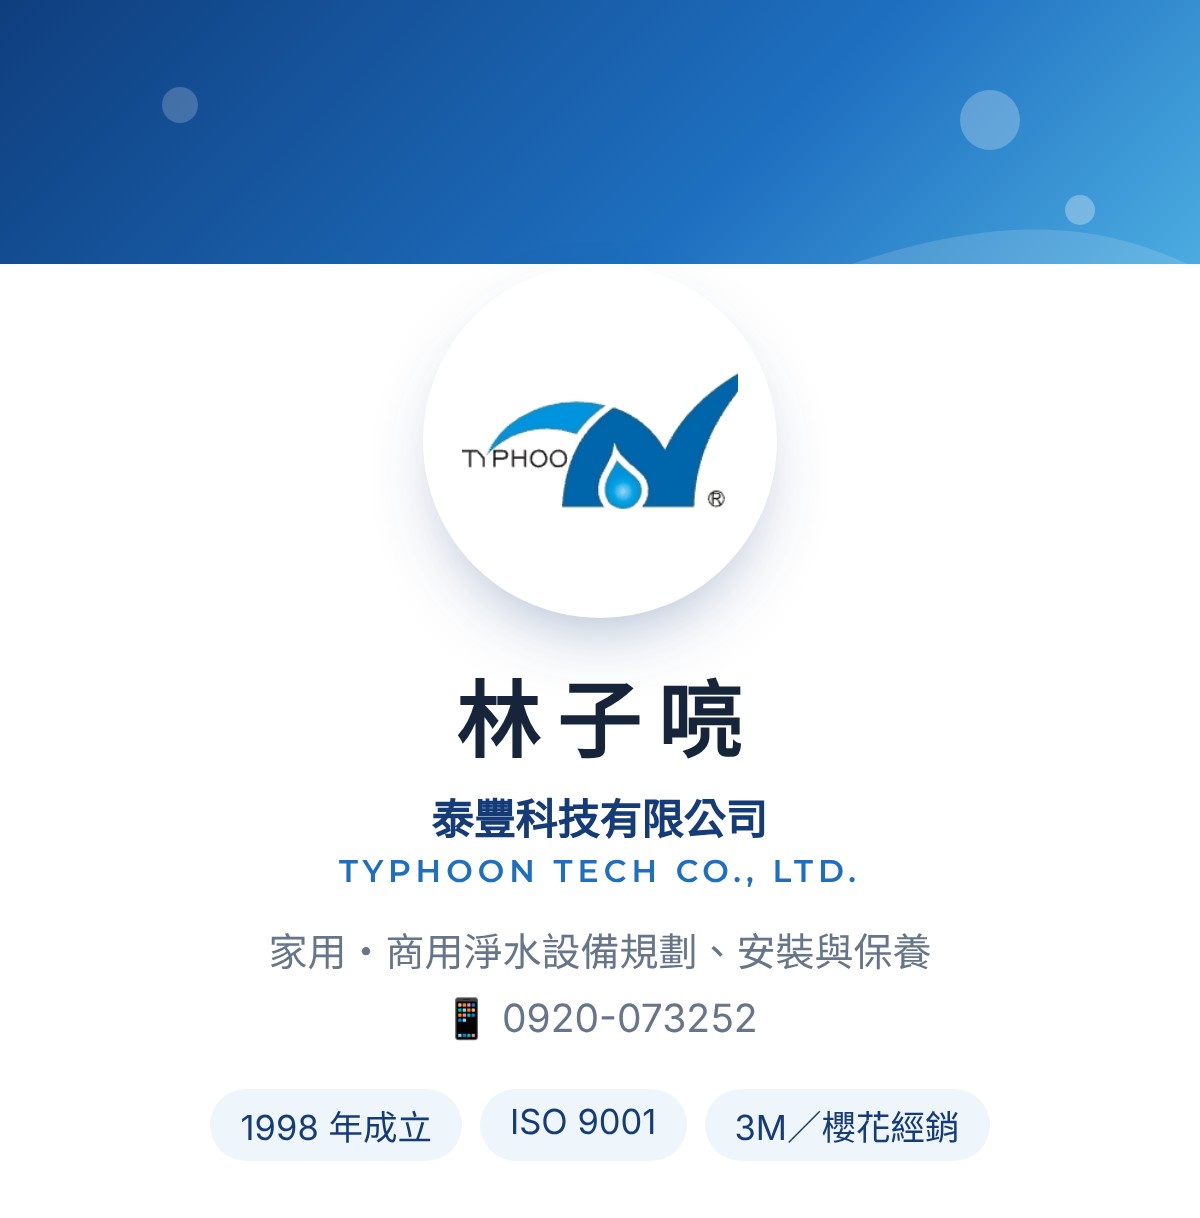 TYPHOO
®
林子喨
泰豐科技有限公司
TYPHOON TECH CO., LTD.
家用・商用淨水設備規劃、安裝與保養
0920-073252
1998 年成立
ISO 9001
3M／櫻花經銷